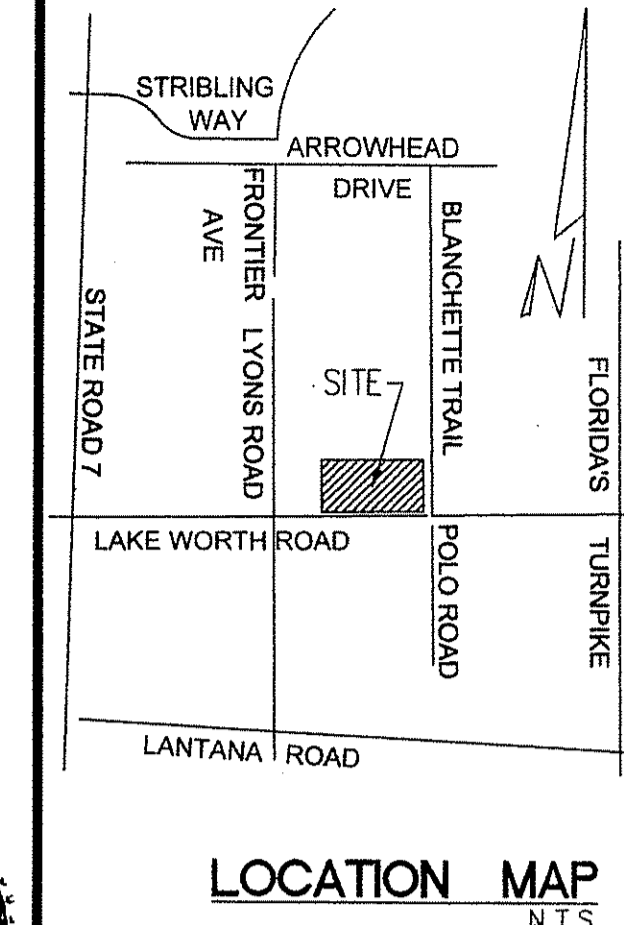 STRIBLING
WAY
ARROWHEAD
DRIVE
FRONTIER
AVE
BLANCHETTE TRAIL
STATE ROAD 7
LYONS ROAD
SITE
FLORIDA'S
TURNPIKE
LAKE WORTH ROAD
POLO ROAD
LANTANA ROAD
N
LOCATION MAP
N.T.S.